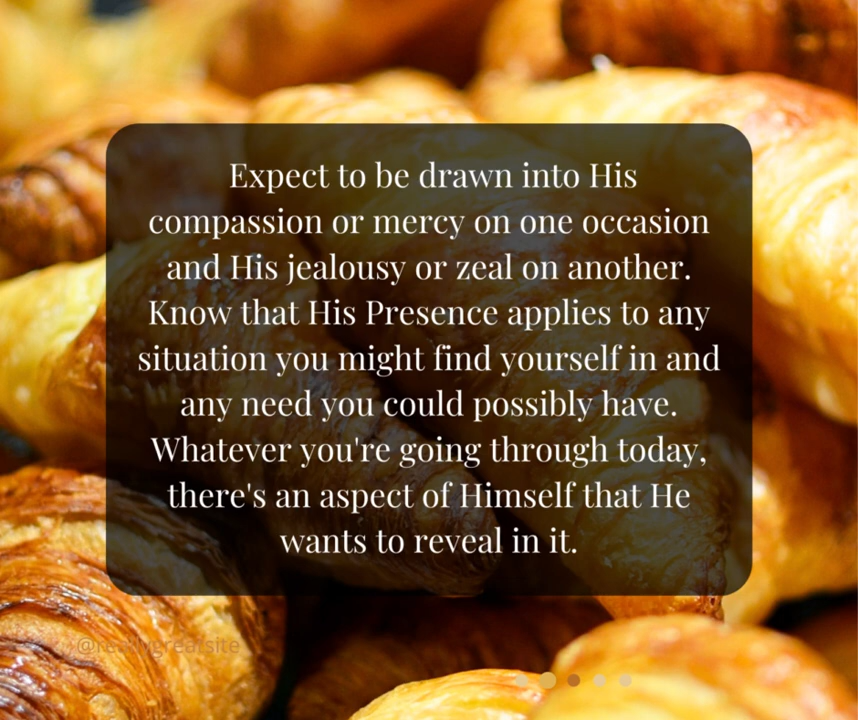 Expect to be drawn into His
compassion or mercy on one occasion
and His jealousy or zeal on another.
Know that His Presence applies to any
situation you might find yourself in and
any need you could possibly have.
Whatever you're going through today,
there's an aspect of Himself that He
wants to reveal in it.
@reallygreatsite